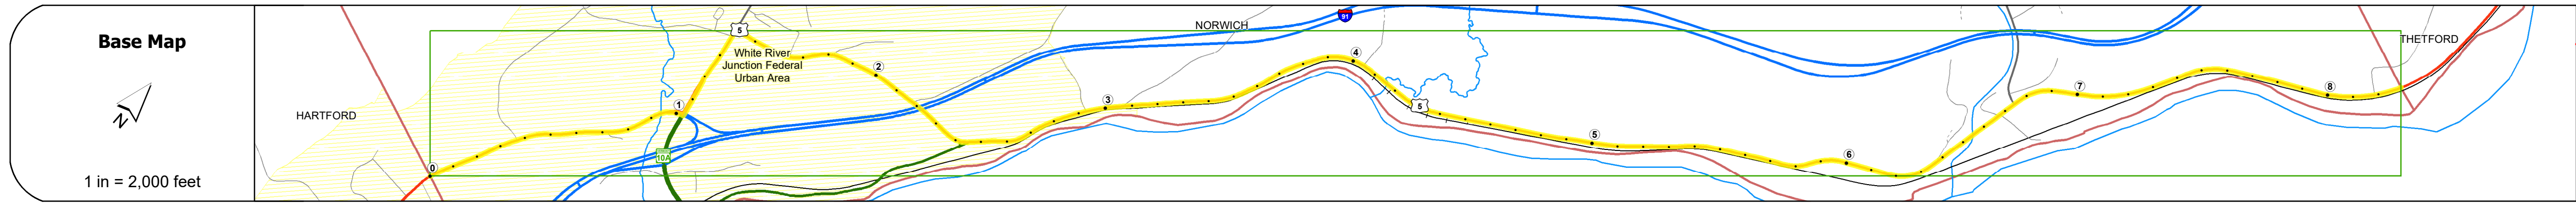 Base Map
N
1 in = 2,000 feet
HARTFORD
0
1
10A
5
White River
Junction Federal
Urban Area
2
3
NORWICH
91
4
5
5
6
7
8
THETFORD